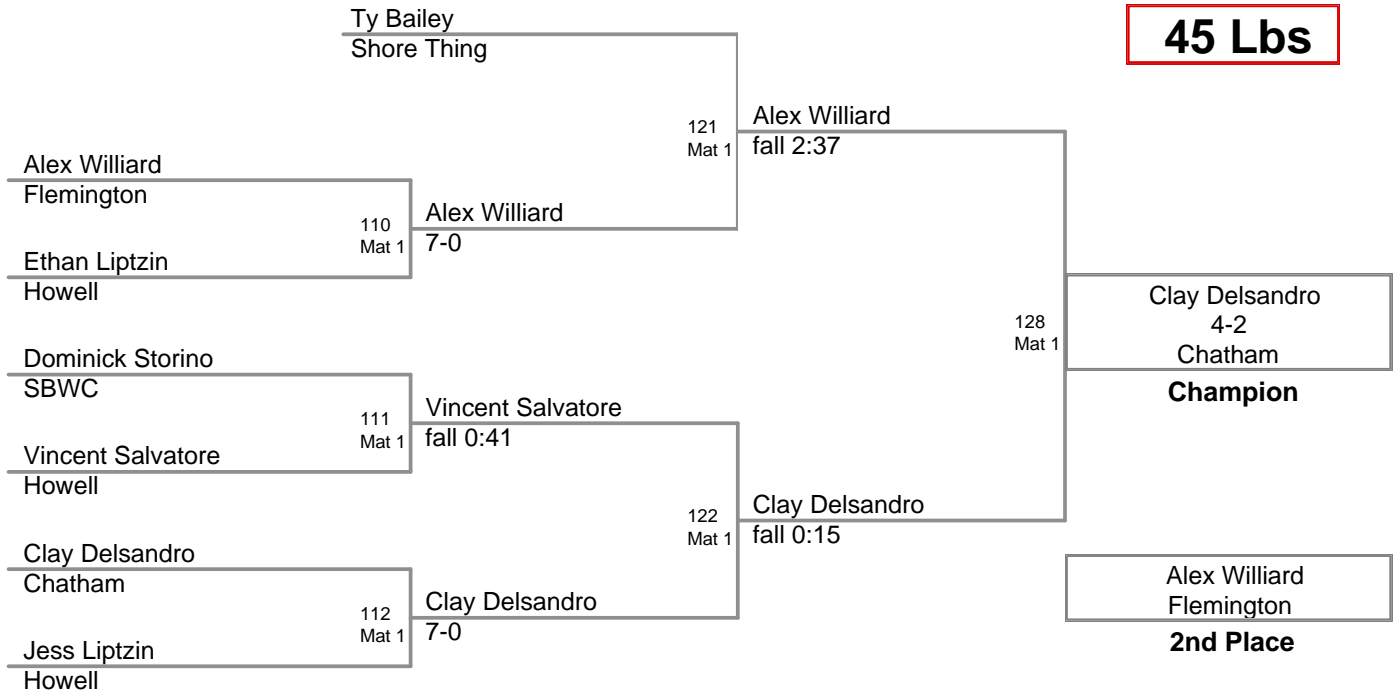 Ty Bailey
Shore Thing
45 Lbs
121
Mat 1
Alex Williard
fall 2:37
Alex Williard
Flemington
110
Mat 1
Alex Williard
7-0
Ethan Liptzin
Howell
Clay Delsandro
4-2
Chatham
Champion
128
Mat 1
Dominick Storino
SBWC
111
Mat 1
Vincent Salvatore
fall 0:41
Vincent Salvatore
Howell
122
Mat 1
Clay Delsandro
fall 0:15
Clay Delsandro
Chatham
112
Mat 1
Clay Delsandro
7-0
Jess Liptzin
Howell
Alex Williard
Flemington
2nd Place